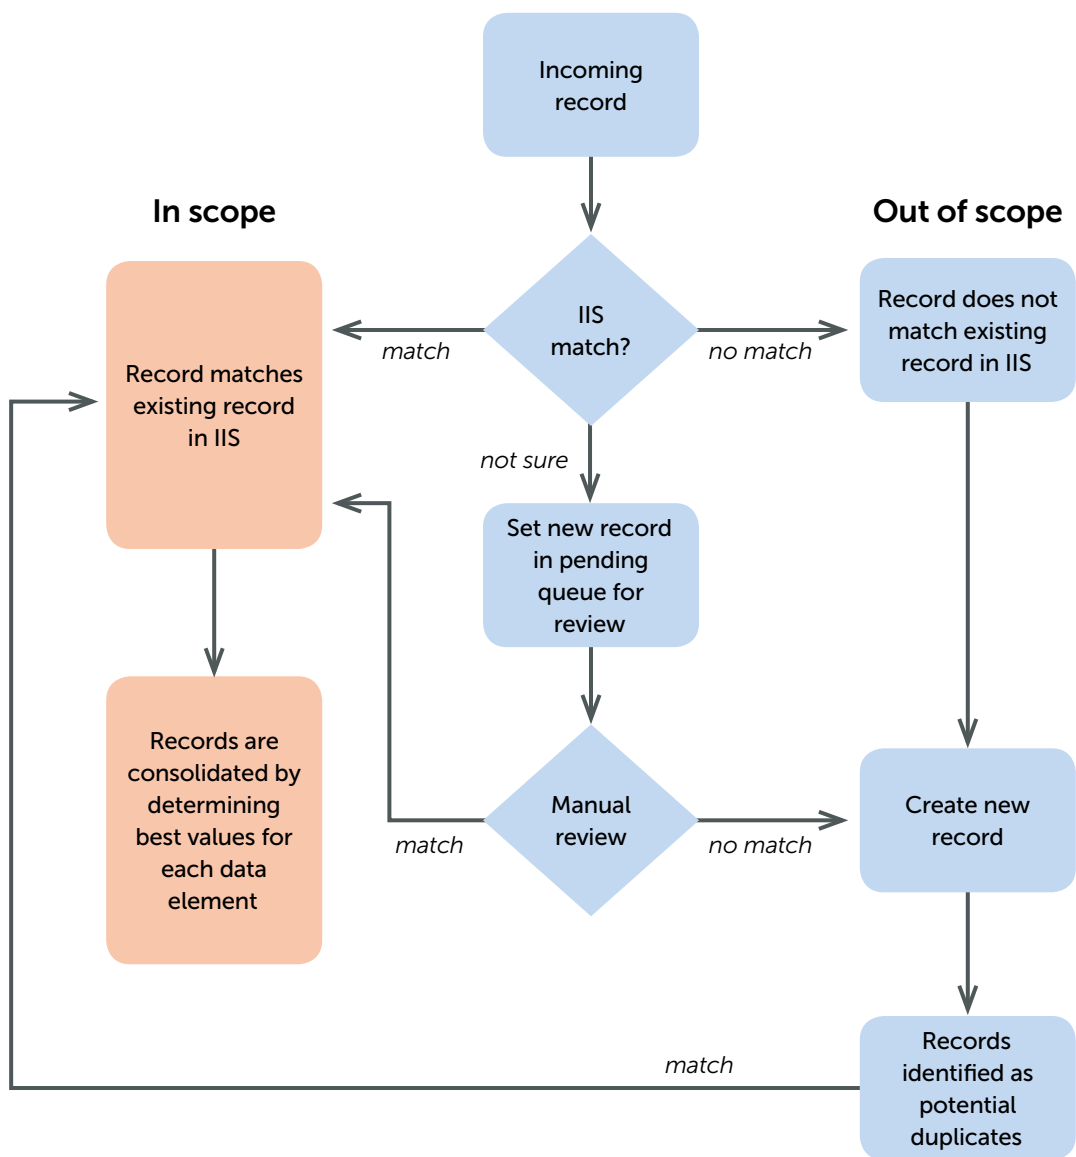 Incoming
record
In scope
Out of scope
IIS
match?
match
no match
Record does not
match existing
record in IIS
Record matches
existing record
in IIS
not sure
Set new record
in pending
queue for
review
Records are
consolidated by
determining
best values for
each data
element
Manual
review
match
no match
Create new
record
match
Records
identified as
potential
duplicates